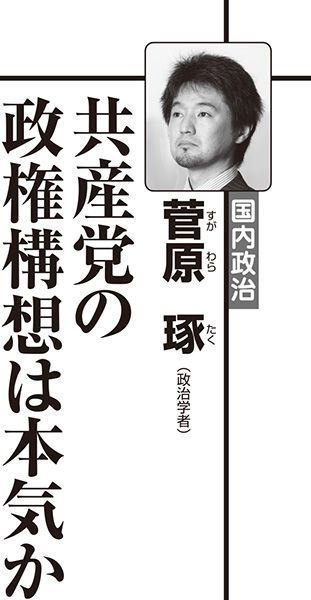 国内政治
菅原 琢
すが わら たく
(政治学者)
共産党の
政権構想は本気か